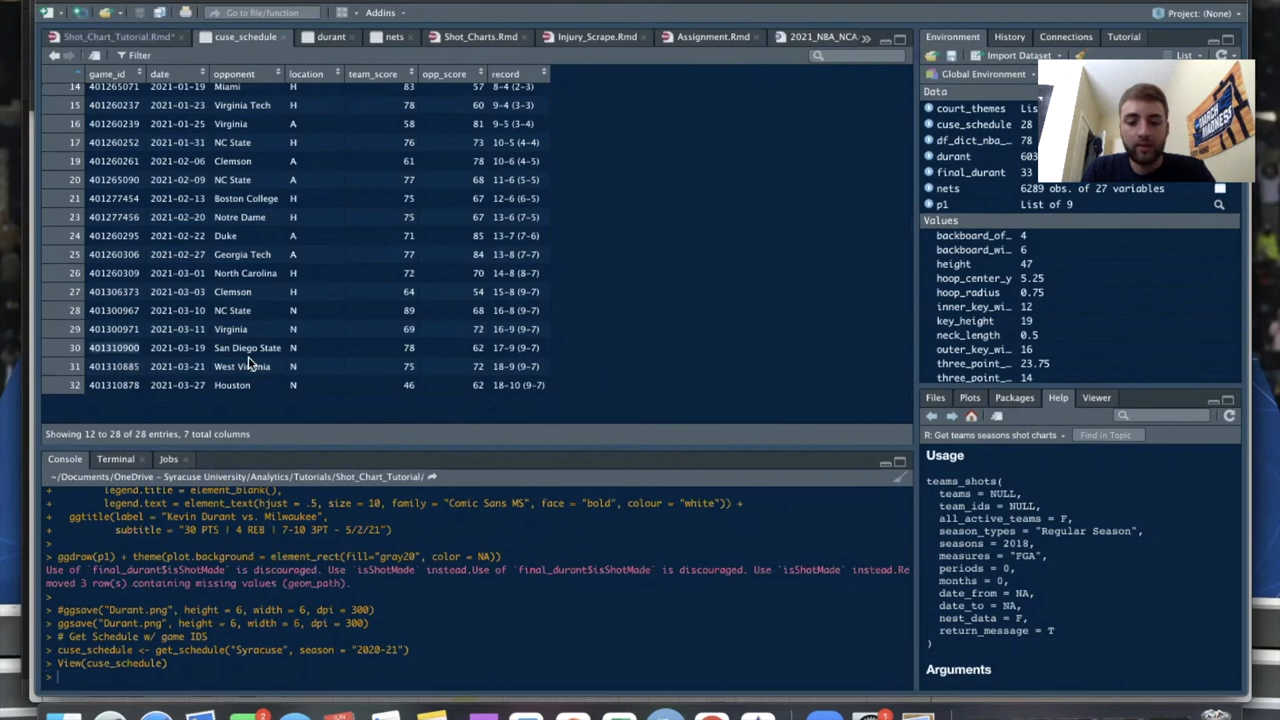 Go to file/function
Addins
Project: (None)
Shot_Chart_Tutorial.Rmd*
cuse_schedule
durant
nets
Shot_Charts.Rmd
Injury_Scrape.Rmd
Assignment.Rmd
2021_NBA_NCA
Filter
game_id date opponent location team_score opp_score record
14 401265071 2021-01-19 Miami H 83 57 8-4 (2-3)
15 401260237 2021-01-23 Virginia Tech H 78 60 9-4 (3-3)
16 401260239 2021-01-25 Virginia A 58 81 9-5 (3-4)
17 401260252 2021-01-31 NC State H 76 73 10-5 (4-4)
19 401260261 2021-02-06 Clemson A 61 78 10-6 (4-5)
20 401265090 2021-02-09 NC State A 77 68 11-6 (5-5)
21 401277454 2021-02-13 Boston College H 75 67 12-6 (6-5)
23 401277456 2021-02-20 Notre Dame H 75 67 13-6 (7-5)
24 401260295 2021-02-22 Duke A 71 85 13-7 (7-6)
25 401260306 2021-02-27 Georgia Tech A 77 84 13-8 (7-7)
26 401260309 2021-03-01 North Carolina H 72 70 14-8 (8-7)
27 401306373 2021-03-03 Clemson H 64 54 15-8 (9-7)
28 401300967 2021-03-10 NC State N 89 68 16-8 (9-7)
29 401300971 2021-03-11 Virginia N 69 72 16-9 (9-7)
30 401310900 2021-03-19 San Diego State N 78 62 17-9 (9-7)
31 401310885 2021-03-21 West Virginia N 75 72 18-9 (9-7)
32 401310878 2021-03-27 Houston N 46 62 18-10 (9-7)
Showing 12 to 28 of 28 entries, 7 total columns
Console Terminal Jobs
~/Documents/OneDrive – Syracuse University/Analytics/Tutorials/Shot_Chart_Tutorial/
+ legend.title = element_blank(),
+ legend.text = element_text(hjust = .5, size = 10, family = "Comic Sans MS", face = "bold", colour = "white")) +
+ ggtitle(label = "Kevin Durant vs. Milwaukee",
+ subtitle = "30 PTS | 4 REB | 7-10 3PT - 5/2/21")
>
> ggdraw(p1) + theme(plot.background = element_rect(fill="gray20", color = NA))
Use of `final_durant$isShotMade` is discouraged. Use `isShotMade` instead.Use of `final_durant$isShotMade` is discouraged. Use `isShotMade` instead.Re
moved 3 row(s) containing missing values (geom_path).
>
> #ggsave("Durant.png", height = 6, width = 6, dpi = 300)
> ggsave("Durant.png", height = 6, width = 6, dpi = 300)
> # Get Schedule w/ game IDS
> cuse_schedule <- get_schedule("Syracuse", season = "2020-21")
> View(cuse_schedule)
>
Environment History Connections Tutorial
Import Dataset
List
Global Environment
Data
court_themes List
cuse_schedule 28
df_dict_nba_... 78
durant 603
final_durant 33
nets 6289 obs. of 27 variables
p1 List of 9
Values
backboard_of... 4
backboard_wi... 6
height 47
hoop_center_y 5.25
hoop_radius 0.75
inner_key_wi... 12
key_height 19
neck_length 0.5
outer_key_wi... 16
three_point_... 23.75
three_point_... 14
MARCH
MADNESS
Files Plots Packages Help Viewer
R: Get teams seasons shot charts
Find in Topic
Usage
teams_shots(
teams = NULL,
team_ids = NULL,
all_active_teams = F,
season_types = "Regular Season",
seasons = 2018,
measures = "FGA",
periods = 0,
months = 0,
date_from = NA,
date_to = NA,
nest_data = F,
return_message = T
)
Arguments